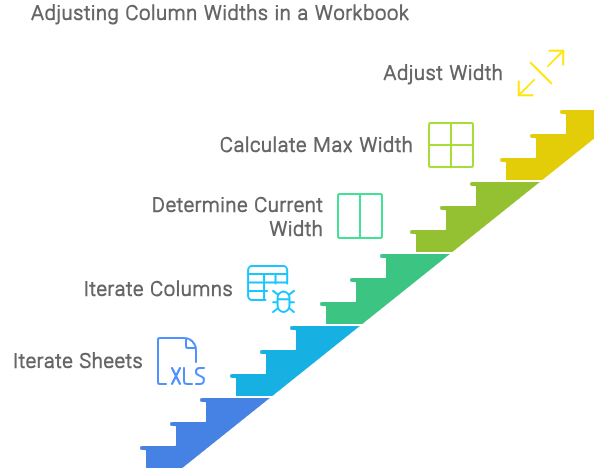 Adjusting Column Widths in a Workbook
Adjust Width
Calculate Max Width
Determine Current
Width
Iterate Columns
Iterate Sheets
XLS